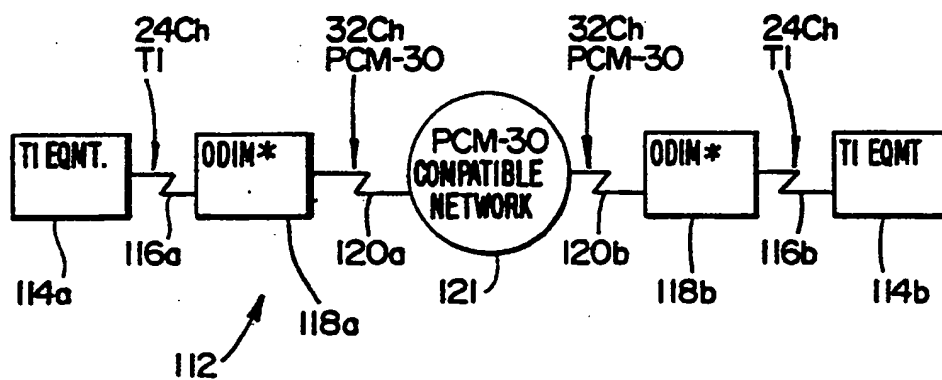 24Ch
T1
32Ch
PCM-30
32Ch
PCM-30
24Ch
T1
T1 EQMT.
ODIM*
PCM-30
COMPATIBLE
NETWORK
ODIM*
T1 EQMT
116a
120a
120b
116b
114a
118a
121
118b
114b
112